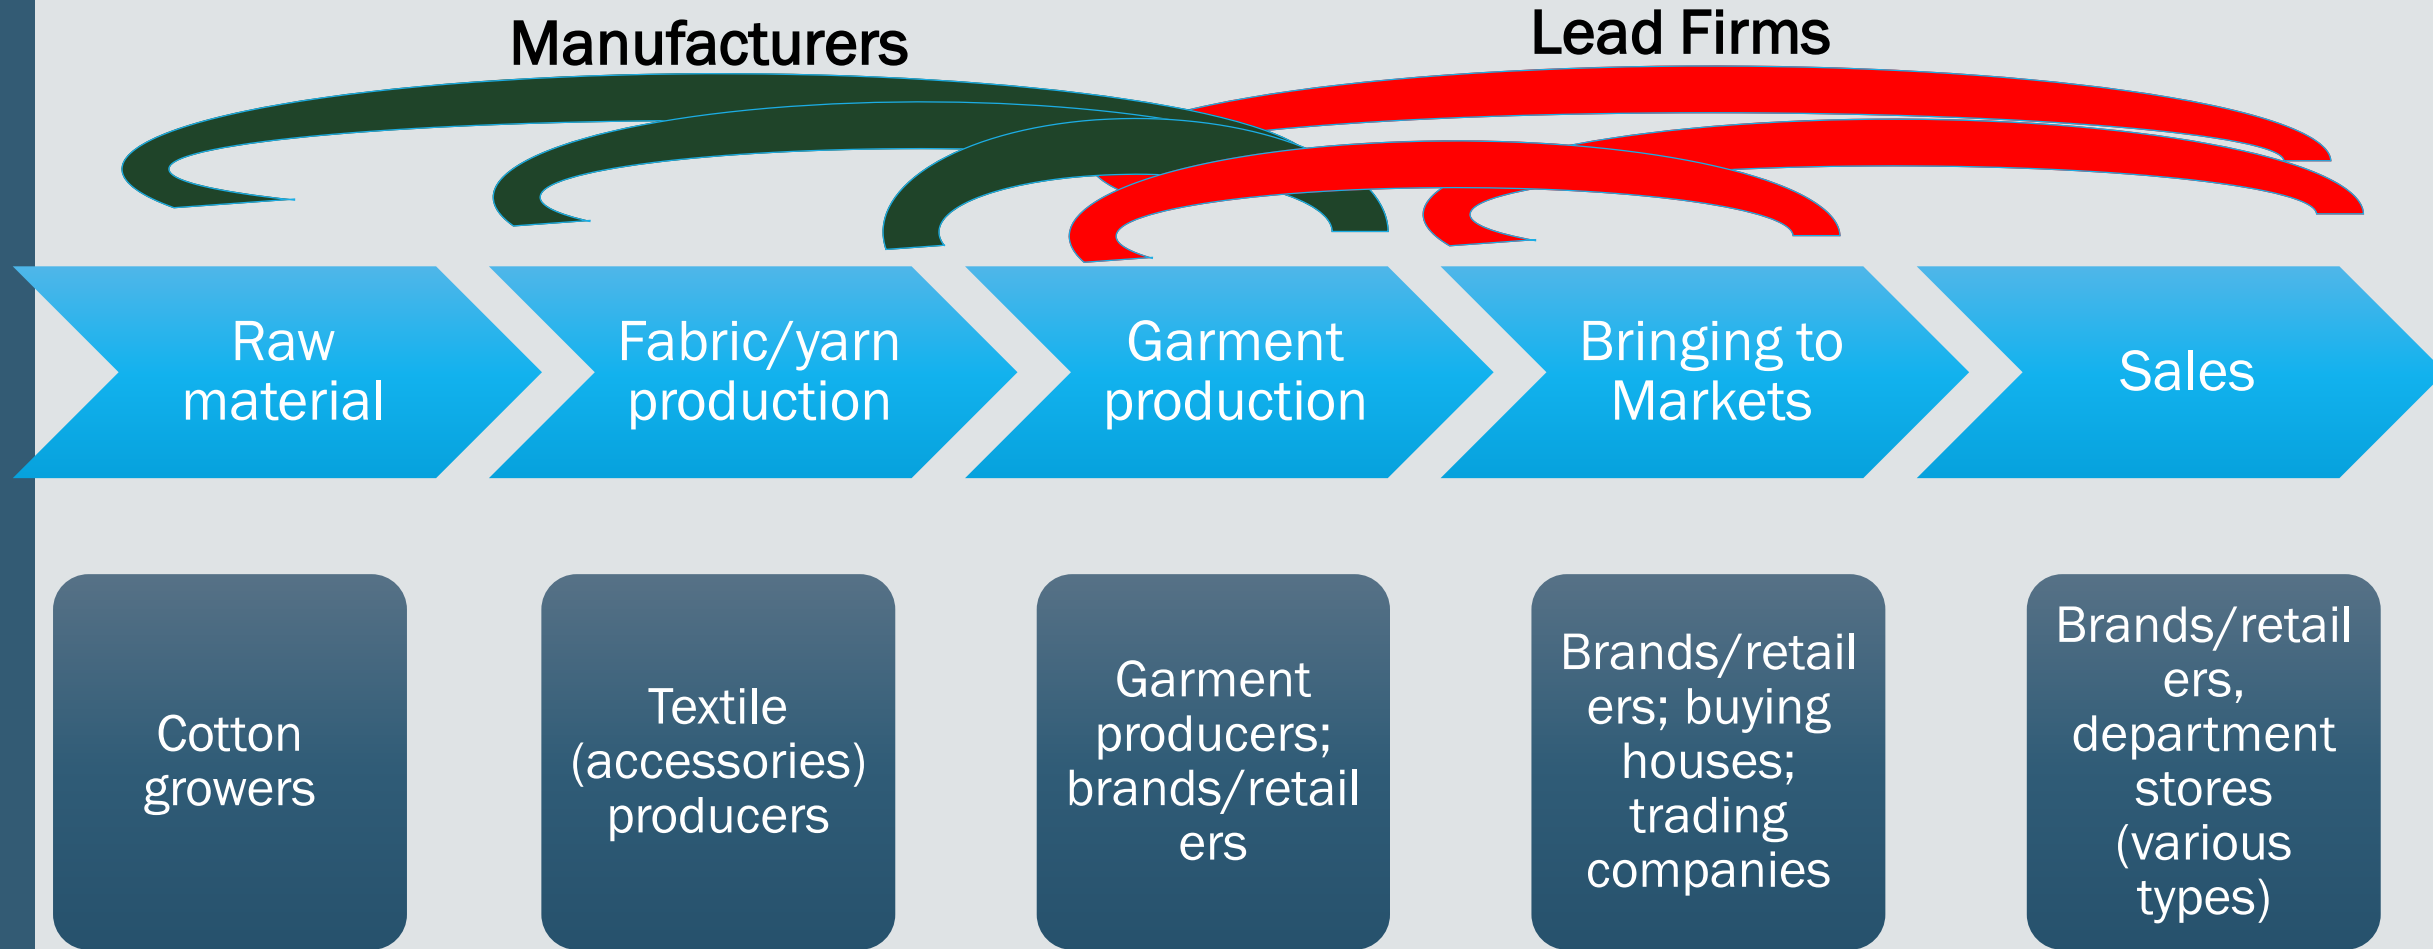 Manufacturers
Lead Firms
Raw
material
Fabric/yarn
production
Garment
production
Bringing to
Markets
Sales
Cotton
growers
Textile
(accessories)
producers
Garment
producers;
brands/retail
ers
Brands/retail
ers; buying
houses;
trading
companies
Brands/retail
ers,
department
stores
(various
types)